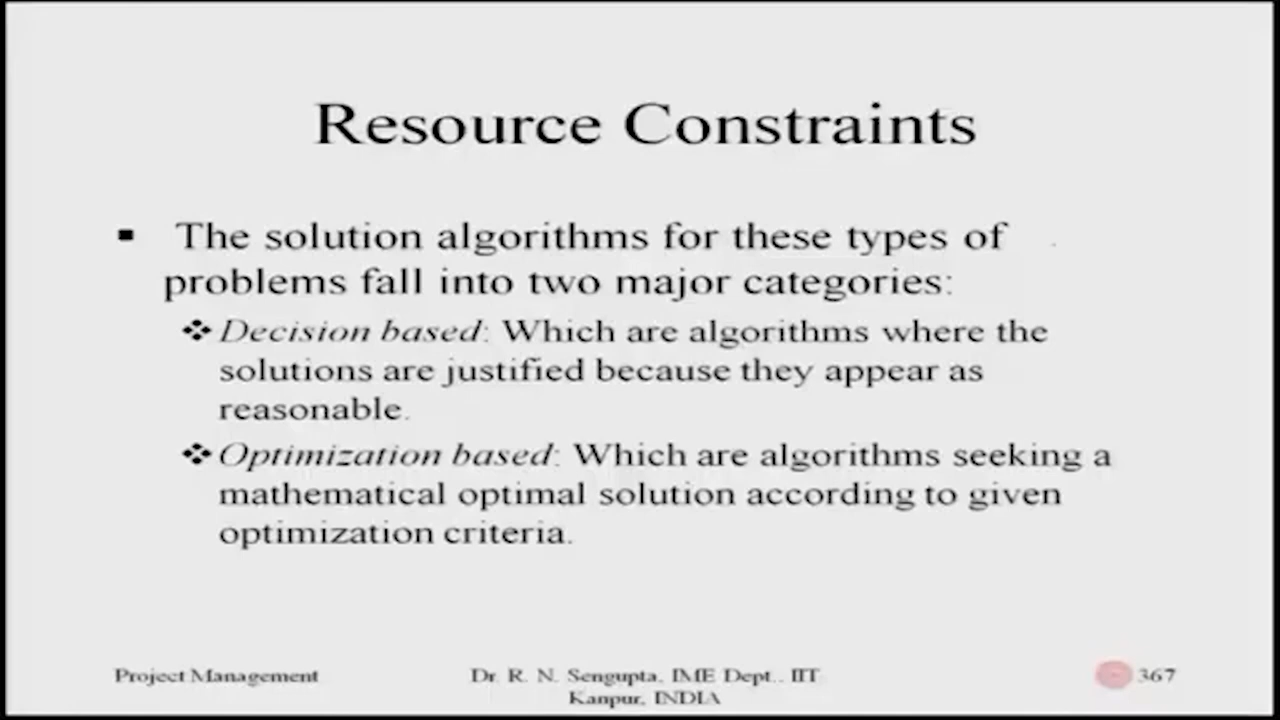 Resource Constraints
▪ The solution algorithms for these types of
problems fall into two major categories:
❖ Decision based: Which are algorithms where the
solutions are justified because they appear as
reasonable.
❖ Optimization based: Which are algorithms seeking a
mathematical optimal solution according to given
optimization criteria.
Project Management
Dr. R. N. Sengupta, IME Dept., IIT
Kanpur, INDIA
367